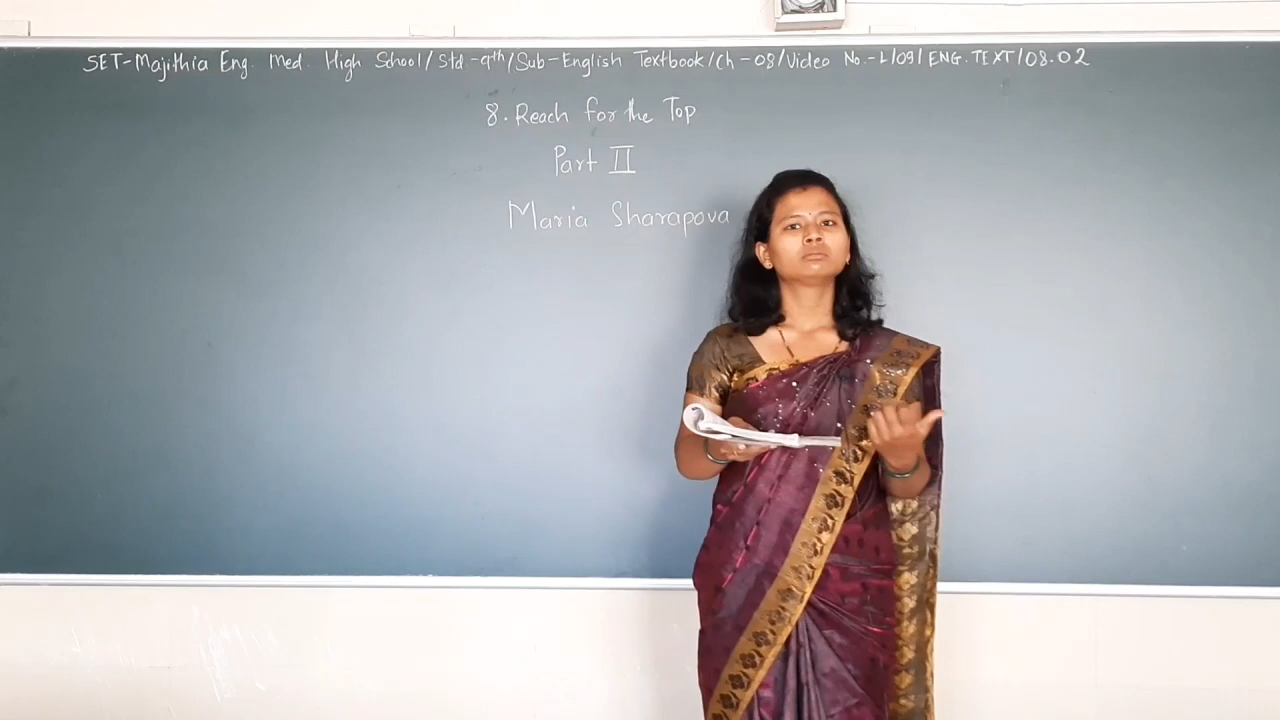 SET-Majithia Eng. Med. High School/Std-9th/Sub-English Textbook/Ch-08/Video No.-L/09/ENG.TEXT/08.02
8. Reach for the Top
Part II
Maria Sharapova